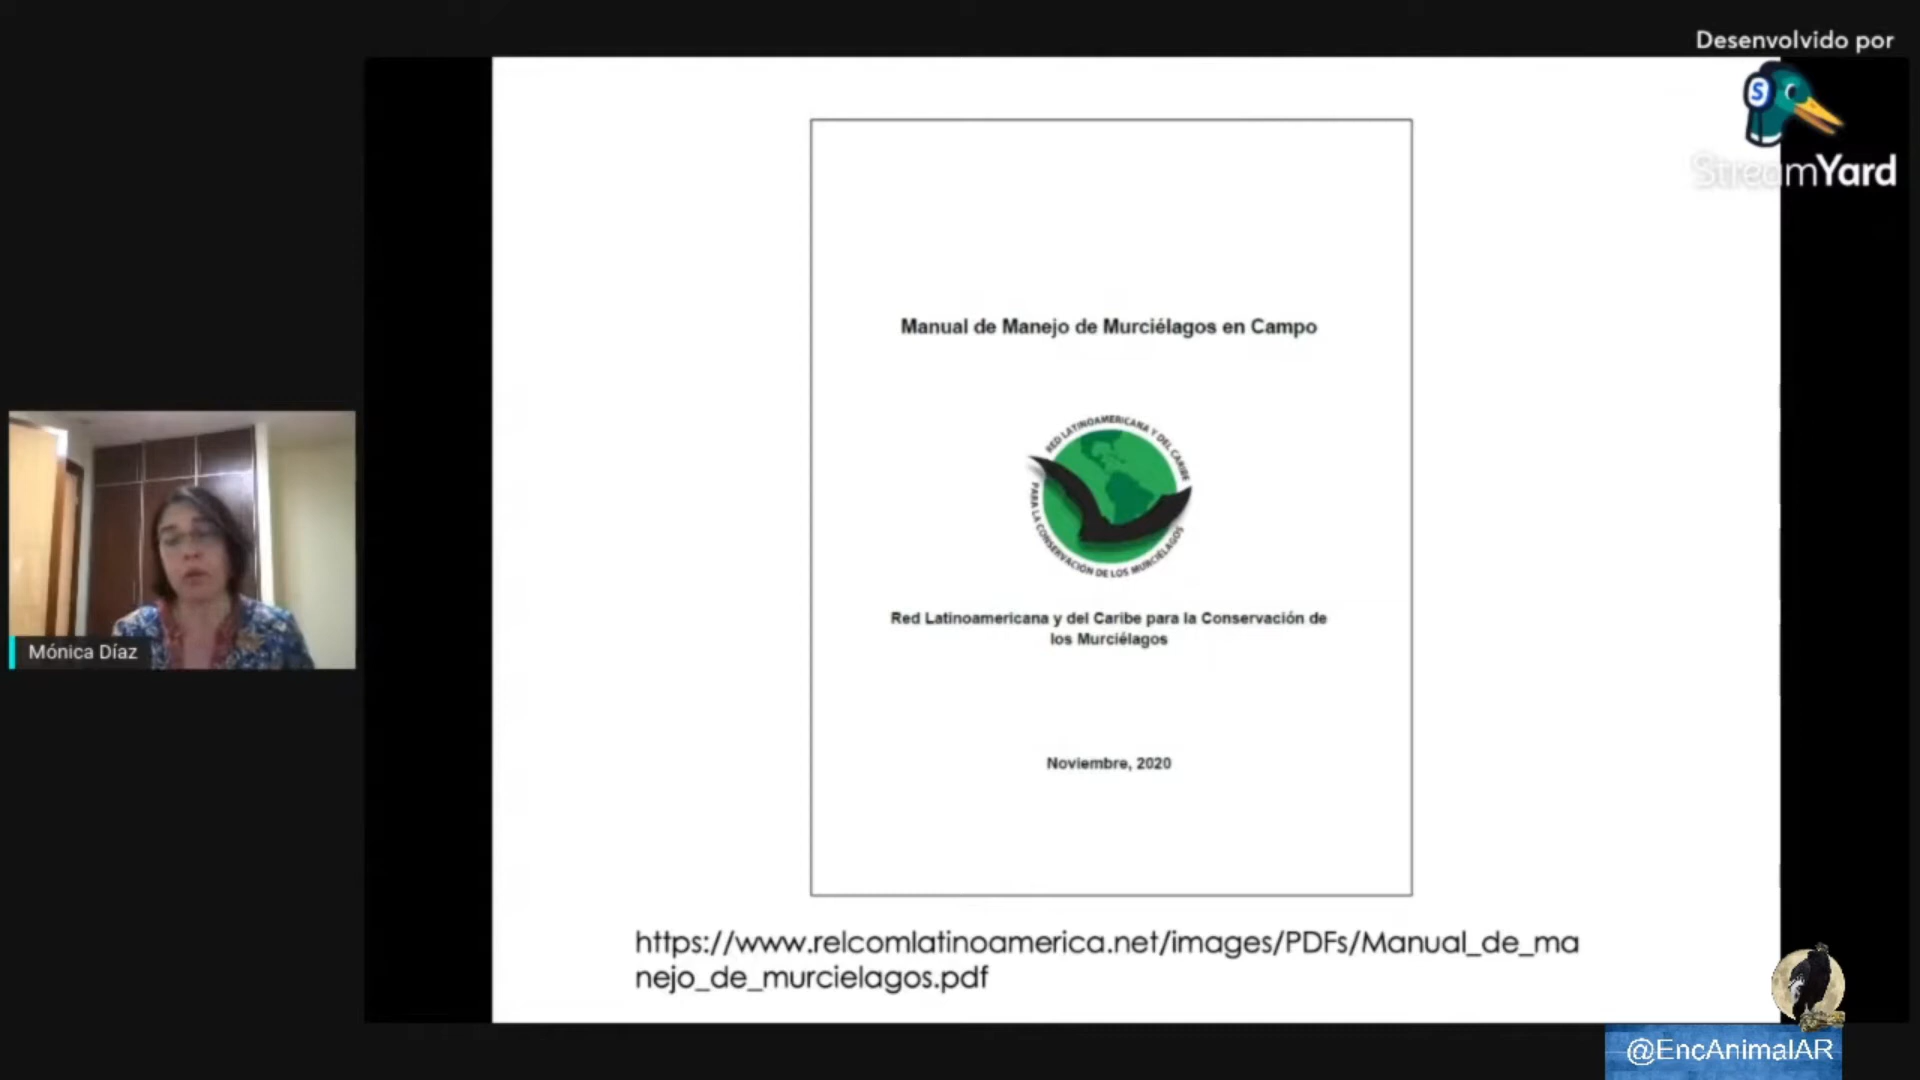 Desenvolvido por
StreamYard
Manual de Manejo de Murciélagos en Campo
RED LATINOAMERICANA Y DEL CARIBE
PARA LA CONSERVACIÓN DE LOS MURCIÉLAGOS
Red Latinoamericana y del Caribe para la Conservación de
los Murciélagos
Noviembre, 2020
Mónica Díaz
https://www.relcomlatinoamerica.net/images/PDFs/Manual_de_ma
nejo_de_murcielagos.pdf
@EncAnimalAR